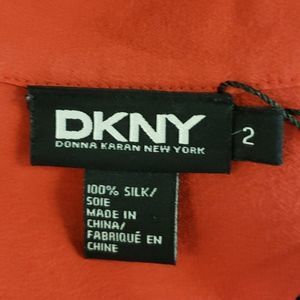 DKNY
DONNA KARAN NEW YORK
2
100% SILK/
SOIE
MADE IN
CHINA/
FABRIQUÉ EN
CHINE